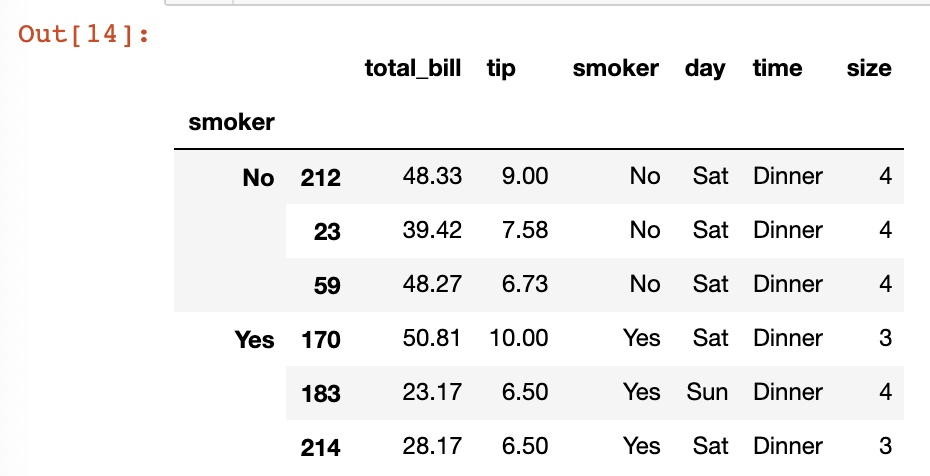 Out[14]:
total_bill tip smoker day time size
smoker
No 212 48.33 9.00 No Sat Dinner 4
23 39.42 7.58 No Sat Dinner 4
59 48.27 6.73 No Sat Dinner 4
Yes 170 50.81 10.00 Yes Sat Dinner 3
183 23.17 6.50 Yes Sun Dinner 4
214 28.17 6.50 Yes Sat Dinner 3